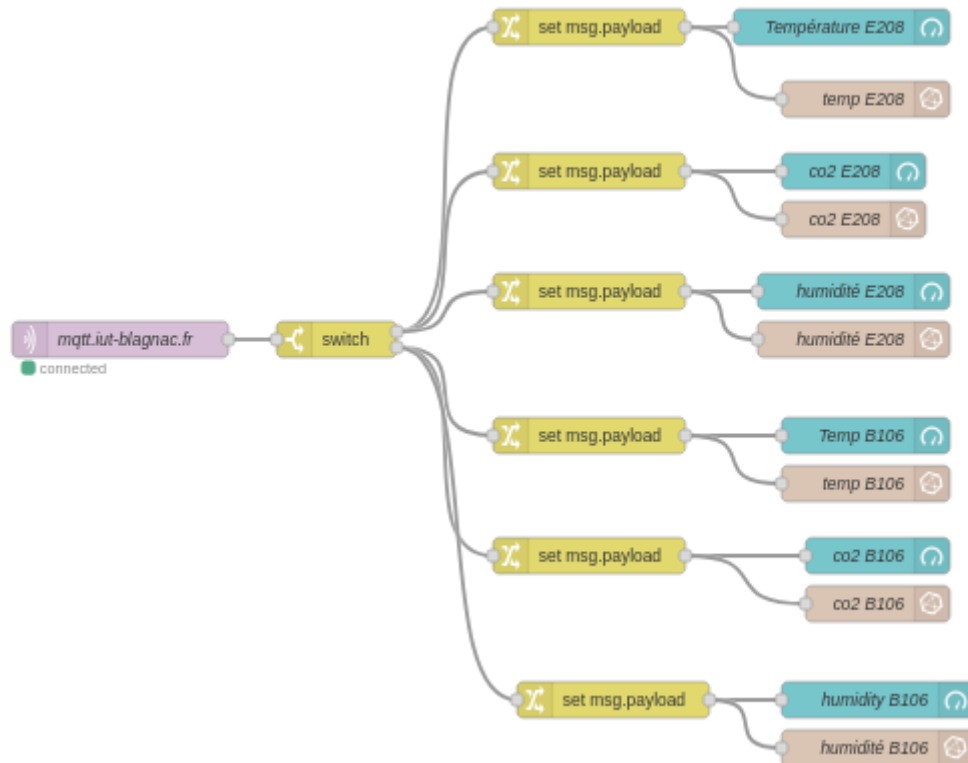 set msg.payload
Température E208
temp E208
set msg.payload
co2 E208
co2 E208
set msg.payload
humidité E208
mqtt.iut-blagnac.fr
switch
humidité E208
connected
set msg.payload
Temp B106
temp B106
set msg.payload
co2 B106
co2 B106
set msg.payload
humidity B106
humidité B106